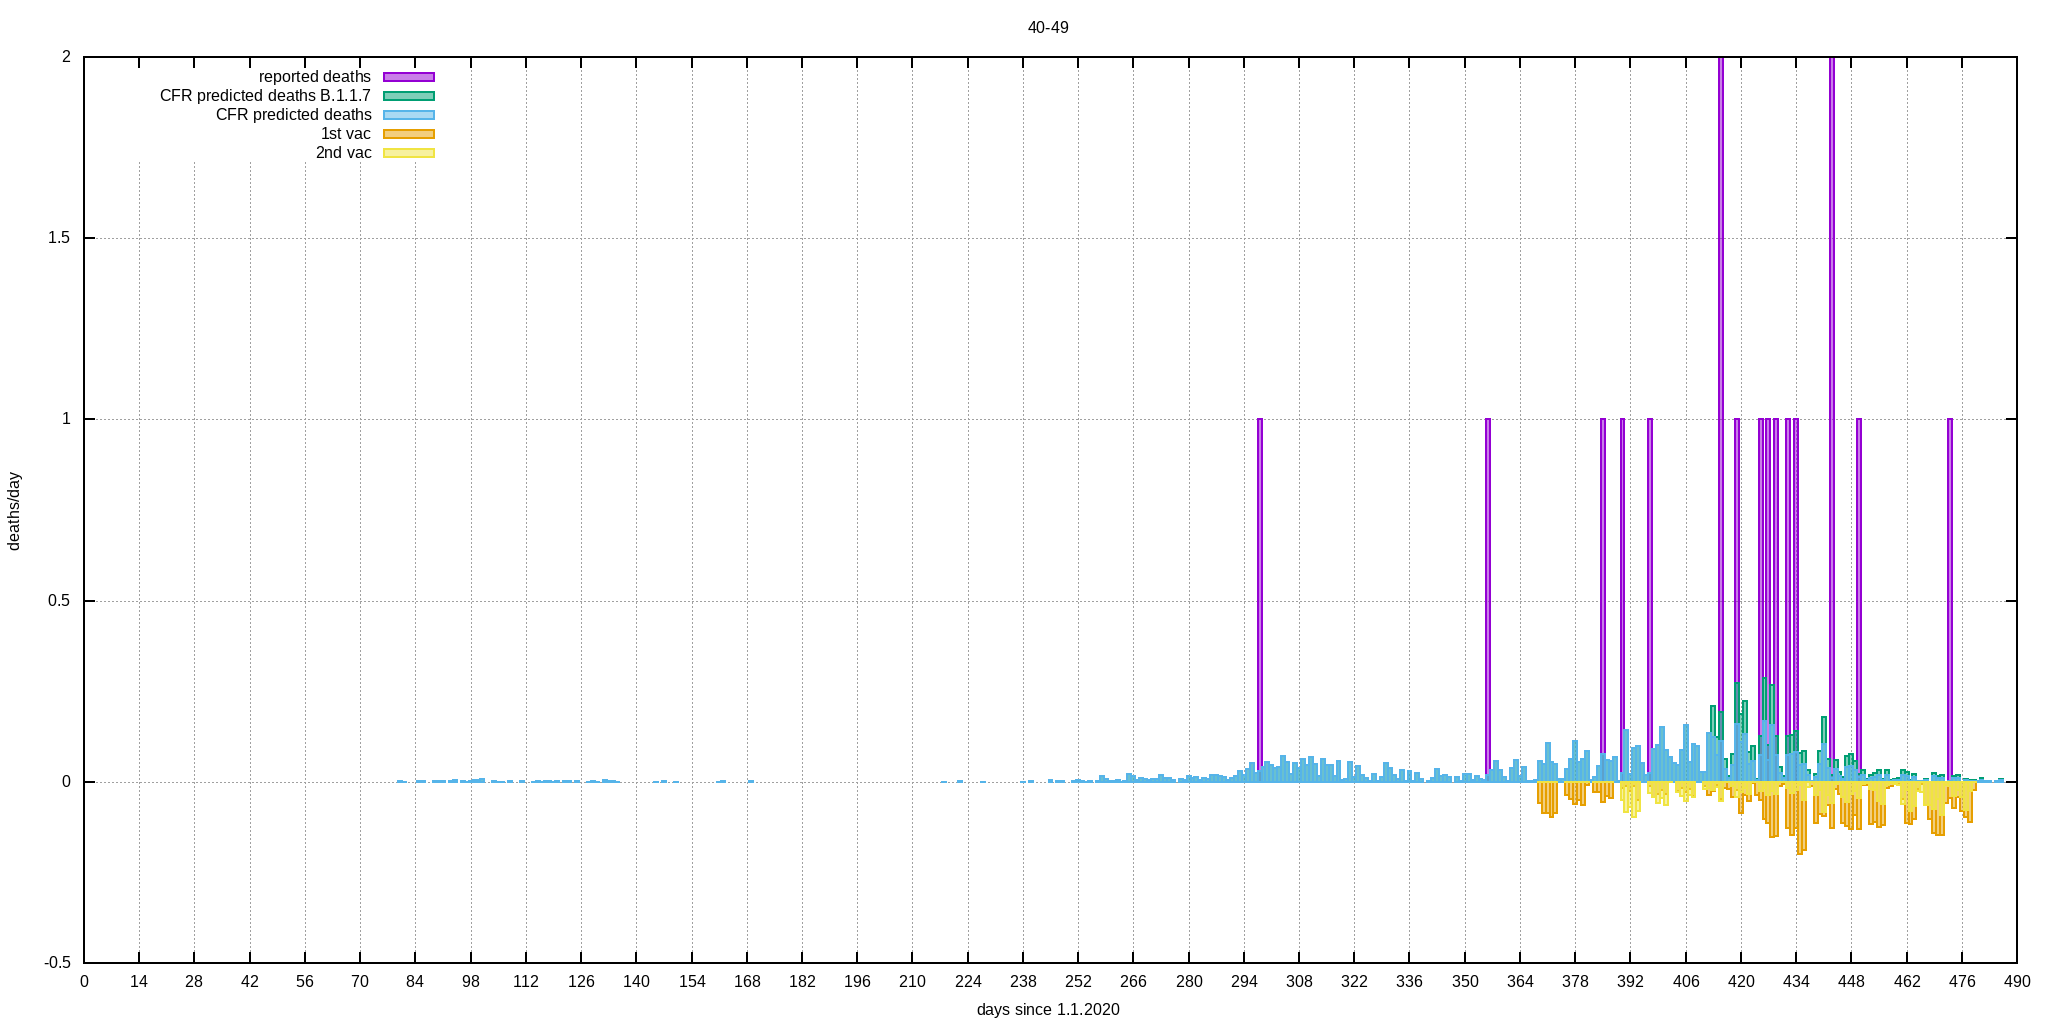 40-49
2
1.5
1
0.5
0
-0.5
reported deaths
CFR predicted deaths B.1.1.7
CFR predicted deaths
1st vac
2nd vac
deaths/day
0 14 28 42 56 70 84 98 112 126 140 154 168 182 196 210 224 238 252 266 280 294 308 322 336 350 364 378 392 406 420 434 448 462 476 490
days since 1.1.2020